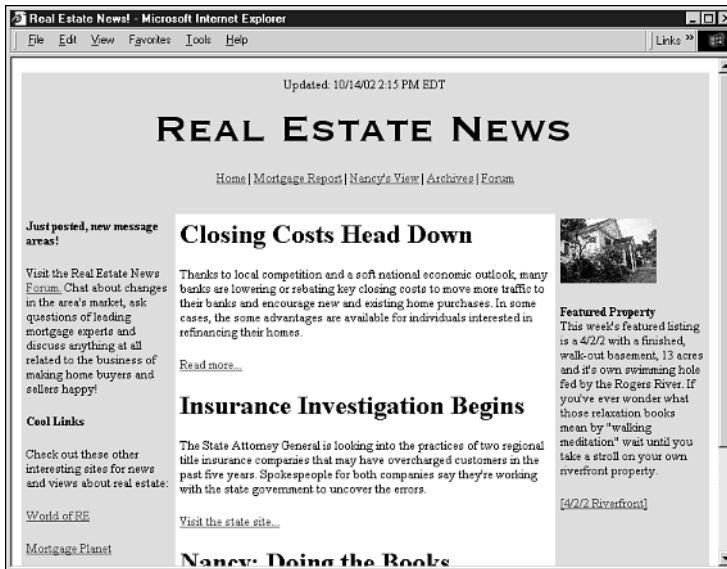 Real Estate News! - Microsoft Internet Explorer
File Edit View Favorites Tools Help
Links »
Updated: 10/14/02 2:15 PM EDT
REAL ESTATE NEWS
Home | Mortgage Report | Nancy's View | Archives | Forum
Just posted, new message
areas!
Visit the Real Estate News
Forum. Chat about changes
in the area's market, ask
questions of leading
mortgage experts and
discuss anything at all
related to the business of
making home buyers and
sellers happy!
Cool Links
Check out these other
interesting sites for news
and views about real estate:
World of RE
Mortgage Planet
Closing Costs Head Down
Thanks to local competition and a soft national economic outlook, many
banks are lowering or rebating key closing costs to move more traffic to
their banks and encourage new and existing home purchases. In some
cases, the some advantages are available for individuals interested in
refinancing their homes.
Read more...
Insurance Investigation Begins
The State Attorney General is looking into the practices of two regional
title insurance companies that may have overcharged customers in the
past five years. Spokespeople for both companies say they're working
with the state government to uncover the errors.
Visit the state site...
Nancy: Doing the Books
Featured Property
This week's featured listing
is a 4/2/2 with a finished,
walk-out basement, 13 acres
and it's own swimming hole
fed by the Rogers River. If
you've ever wonder what
those relaxation books
mean by "walking
meditation" wait until you
take a stroll on your own
riverfront property.
[4/2/2 Riverfront]